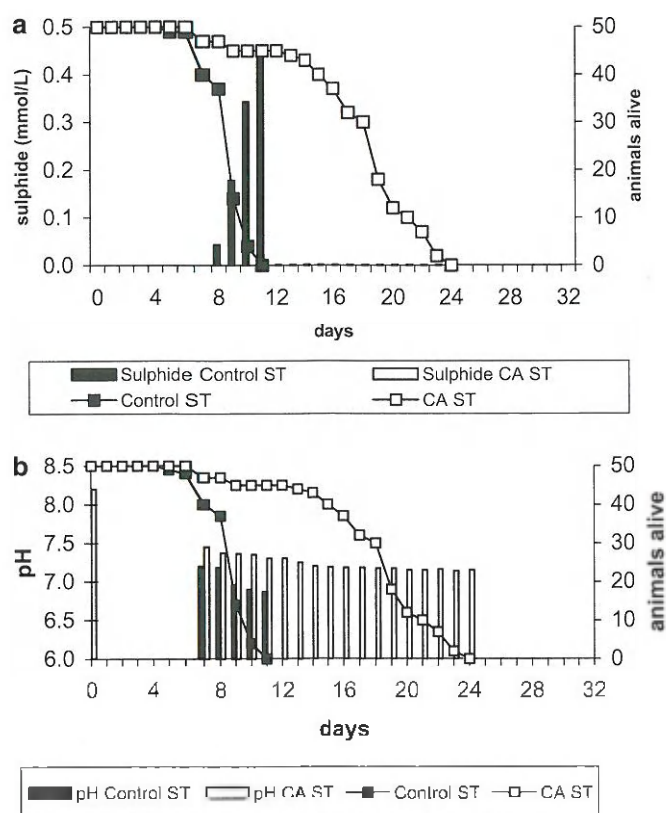 a
0.5 50
0.4 40
0.3 30
0.2 20
0.1 10
0.0 0
sulphide (mmol/L)
animals alive
0 4 8 12 16 20 24 28 32
days
Sulphide Control ST Sulphide CA ST
Control ST CA ST
b
8.5 50
8.0 40
7.5 30
7.0 20
6.5 10
6.0 0
pH
animals alive
0 4 8 12 16 20 24 28 32
days
pH Control ST pH CA ST Control ST CA ST